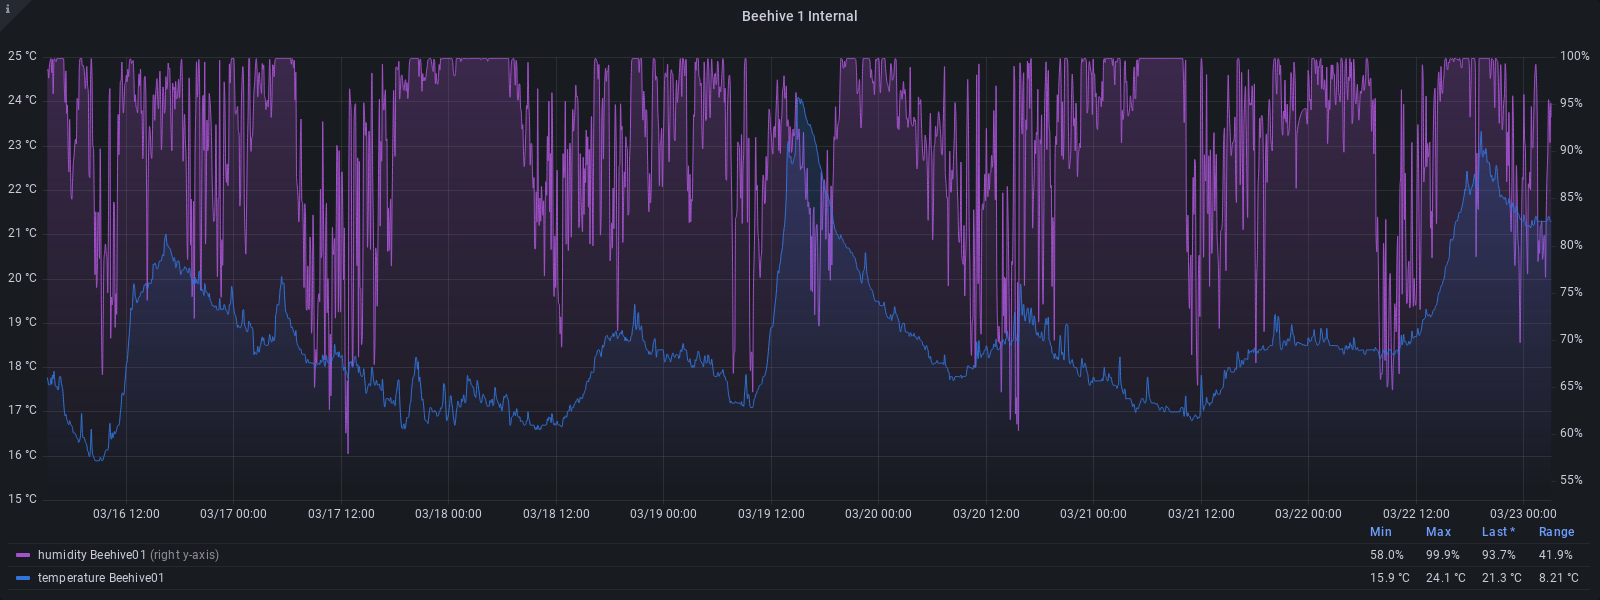 i
Beehive 1 Internal
25 °C 100%
24 °C 95%
23 °C 90%
22 °C 85%
21 °C 80%
20 °C 75%
19 °C 70%
18 °C 65%
17 °C 60%
16 °C 55%
15 °C
03/16 12:00 03/17 00:00 03/17 12:00 03/18 00:00 03/18 12:00 03/19 00:00 03/19 12:00 03/20 00:00 03/20 12:00 03/21 00:00 03/21 12:00 03/22 00:00 03/22 12:00 03/23 00:00
Min Max Last * Range
humidity Beehive01 (right y-axis) 58.0% 99.9% 93.7% 41.9%
temperature Beehive01 15.9 °C 24.1 °C 21.3 °C 8.21 °C